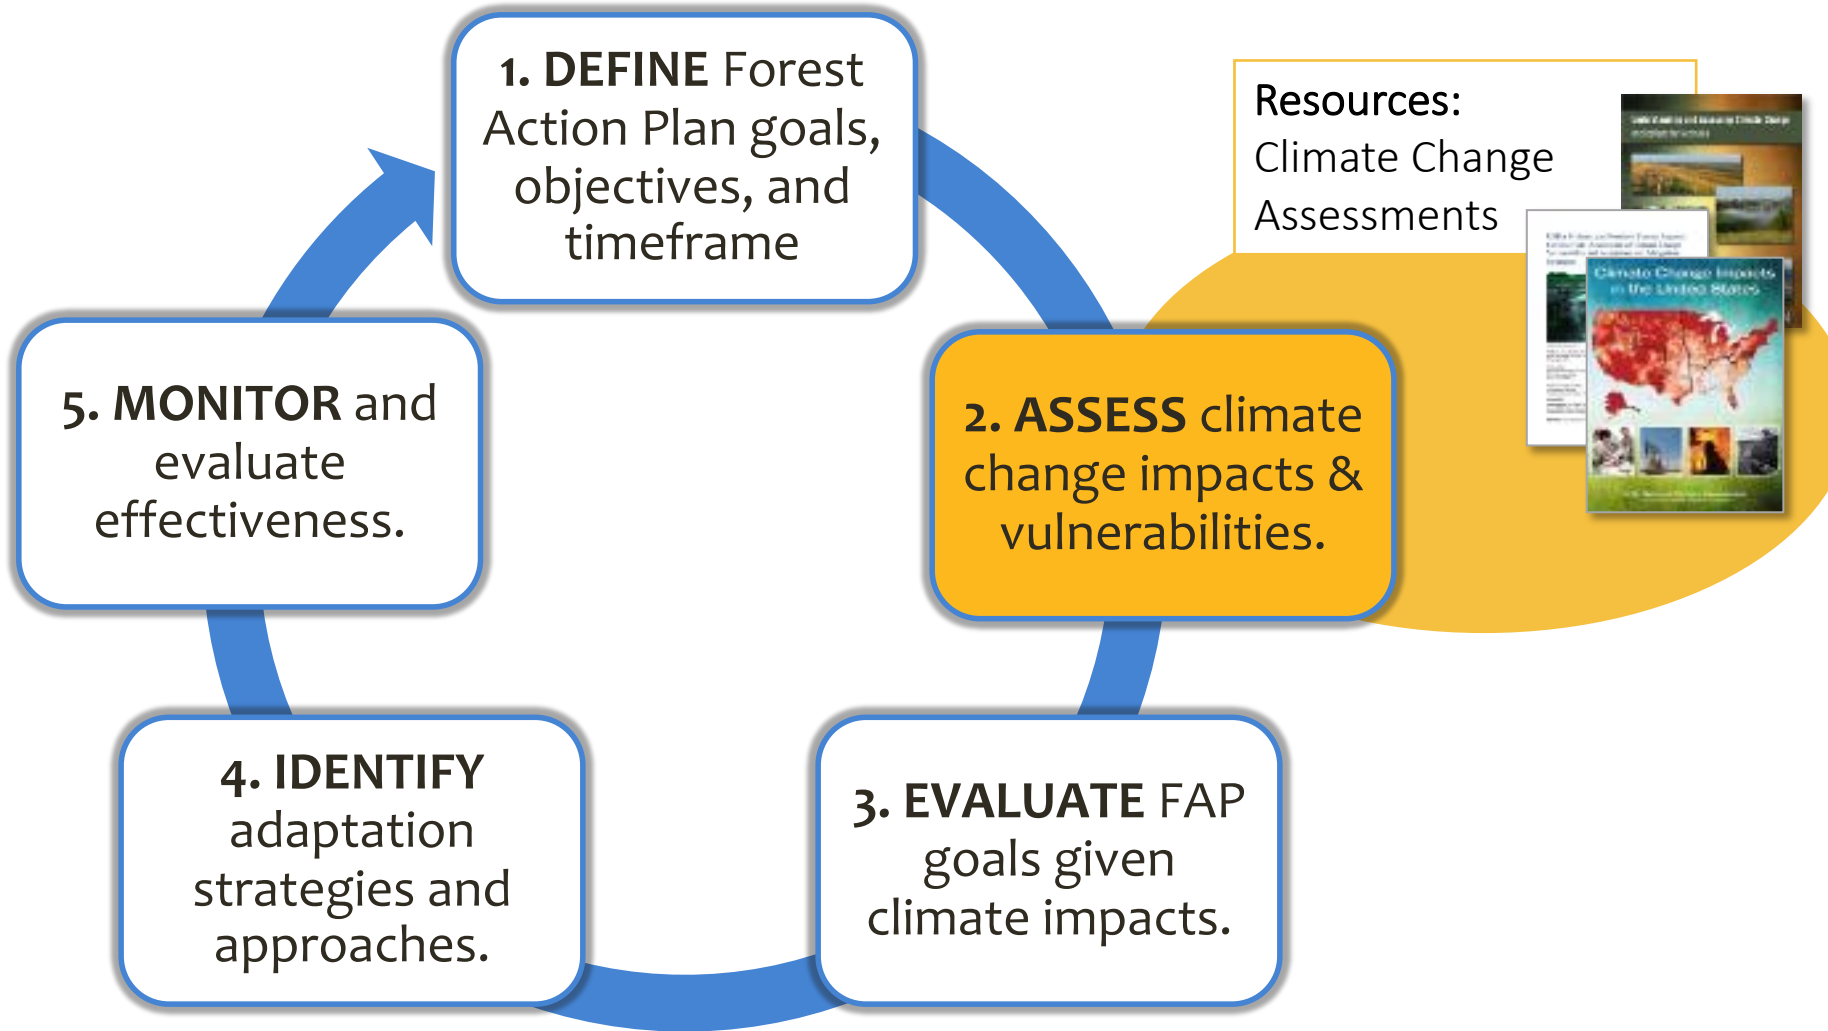 1. DEFINE Forest
Action Plan goals,
objectives, and
timeframe
Resources:
Climate Change
Assessments
Climate Change Impacts
in the United States
2. ASSESS climate
change impacts &
vulnerabilities.
3. EVALUATE FAP
goals given
climate impacts.
4. IDENTIFY
adaptation
strategies and
approaches.
5. MONITOR and
evaluate
effectiveness.